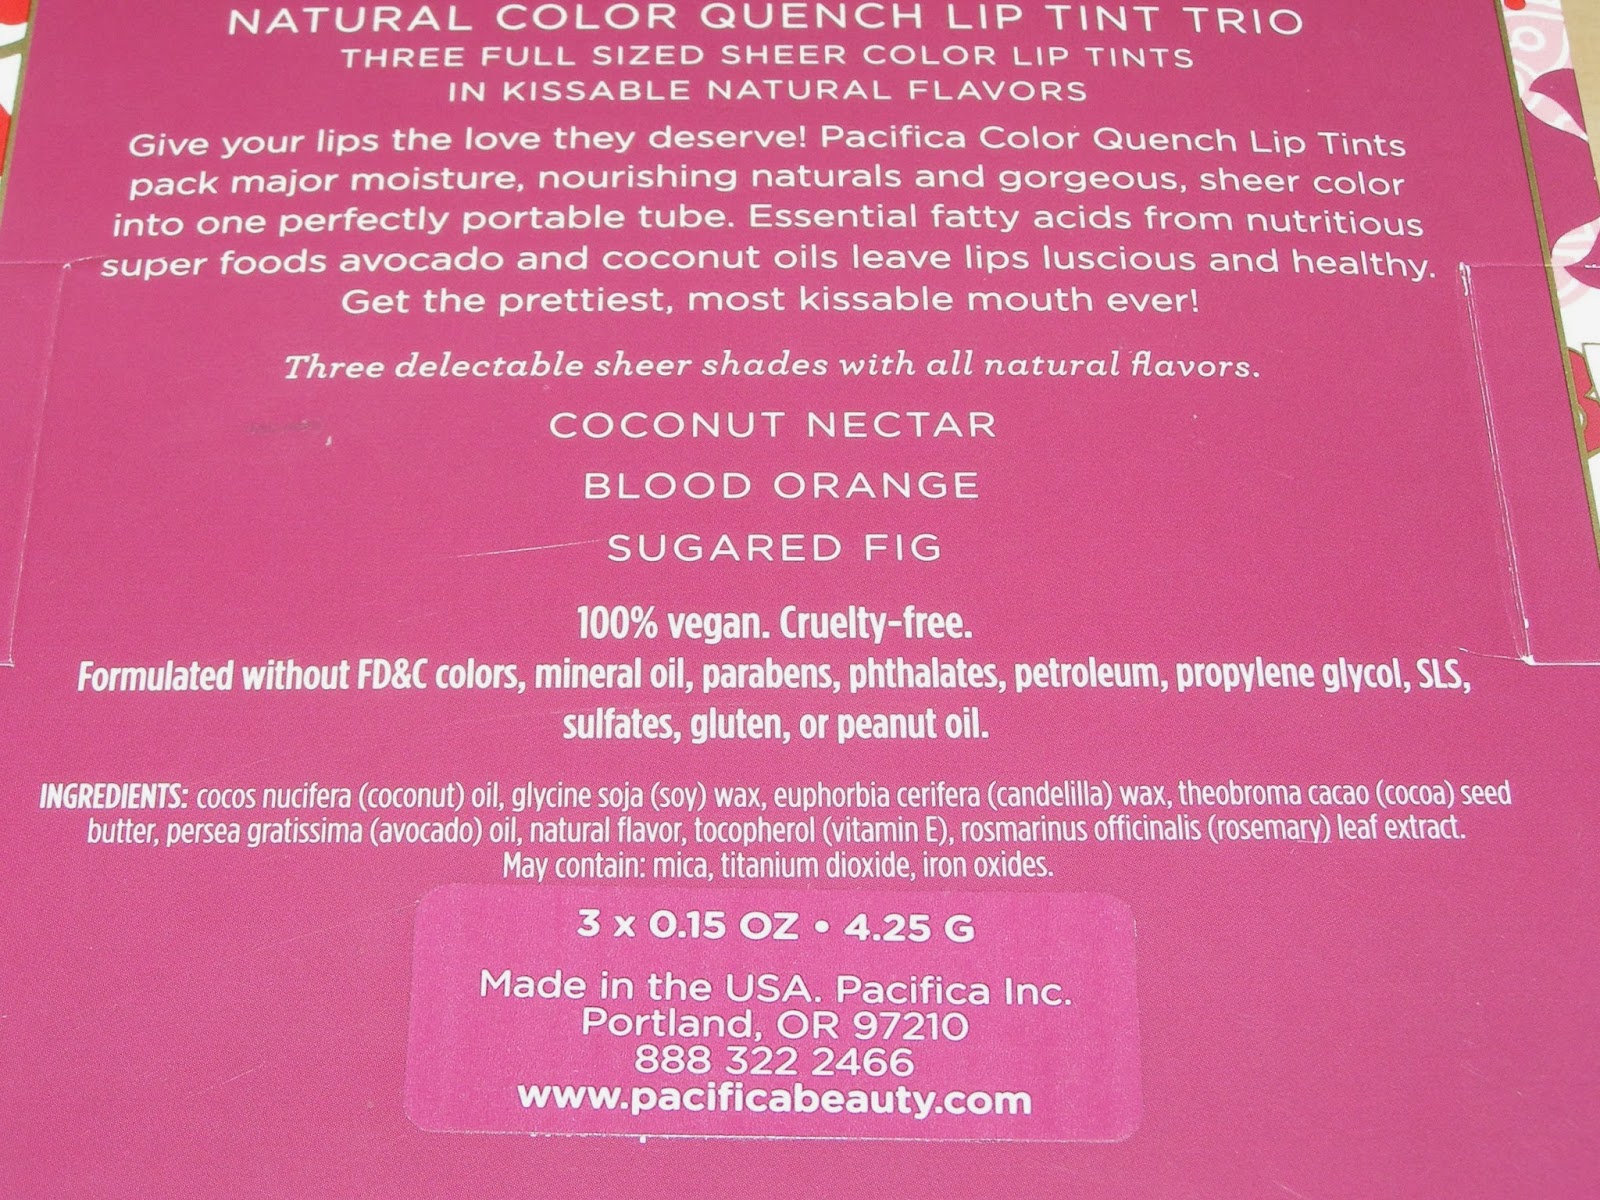 NATURAL COLOR QUENCH LIP TINT TRIO
THREE FULL SIZED SHEER COLOR LIP TINTS
IN KISSABLE NATURAL FLAVORS
Give your lips the love they deserve! Pacifica Color Quench Lip Tints
pack major moisture, nourishing naturals and gorgeous, sheer color
into one perfectly portable tube. Essential fatty acids from nutritious
super foods avocado and coconut oils leave lips luscious and healthy.
Get the prettiest, most kissable mouth ever!
Three delectable sheer shades with all natural flavors.
COCONUT NECTAR
BLOOD ORANGE
SUGARED FIG
100% vegan. Cruelty-free.
Formulated without FD&C colors, mineral oil, parabens, phthalates, petroleum, propylene glycol, SLS,
sulfates, gluten, or peanut oil.
INGREDIENTS: cocos nucifera (coconut) oil, glycine soja (soy) wax, euphorbia cerifera (candelilla) wax, theobroma cacao (cocoa) seed
butter, persea gratissima (avocado) oil, natural flavor, tocopherol (vitamin E), rosmarinus officinalis (rosemary) leaf extract.
May contain: mica, titanium dioxide, iron oxides.
3 x 0.15 OZ • 4.25 G
Made in the USA. Pacifica Inc.
Portland, OR 97210
888 322 2466
www.pacificabeauty.com